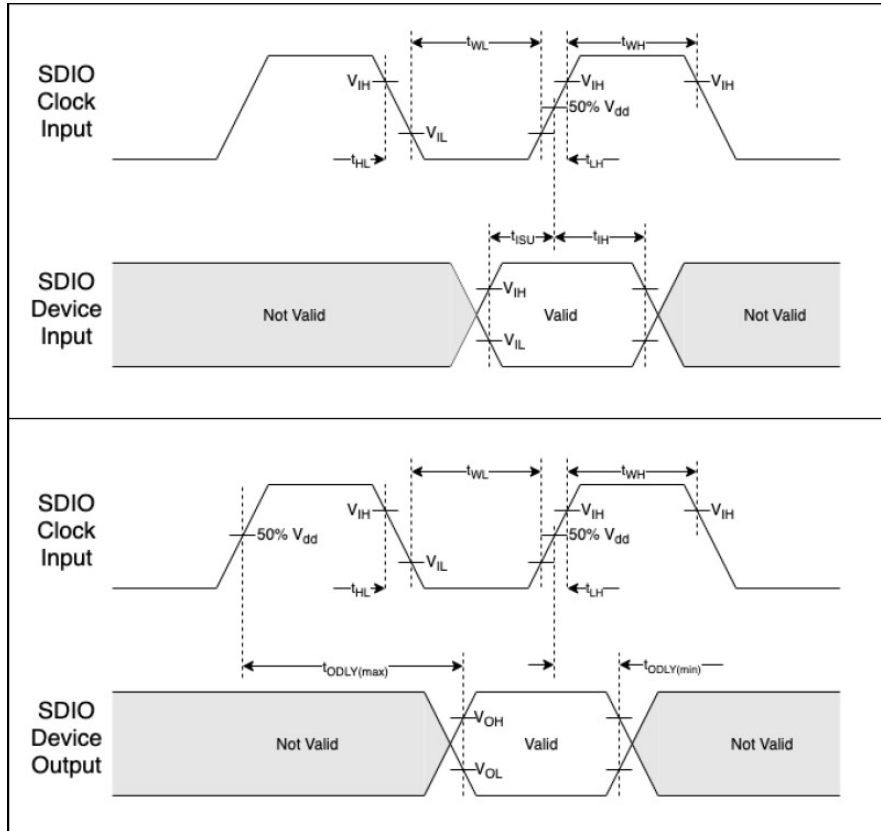 SDIO
Clock
Input
tWL
tWH
VIH
VIH
VIH
50% Vdd
VIL
tHL
tLH
SDIO
Device
Input
tISU
tIH
Not Valid
VIH
Valid
VIL
Not Valid
SDIO
Clock
Input
tWL
tWH
VIH
VIH
VIH
50% Vdd
50% Vdd
VIL
tHL
tLH
SDIO
Device
Output
tODLY(max)
tODLY(min)
Not Valid
VOH
Valid
VOL
Not Valid